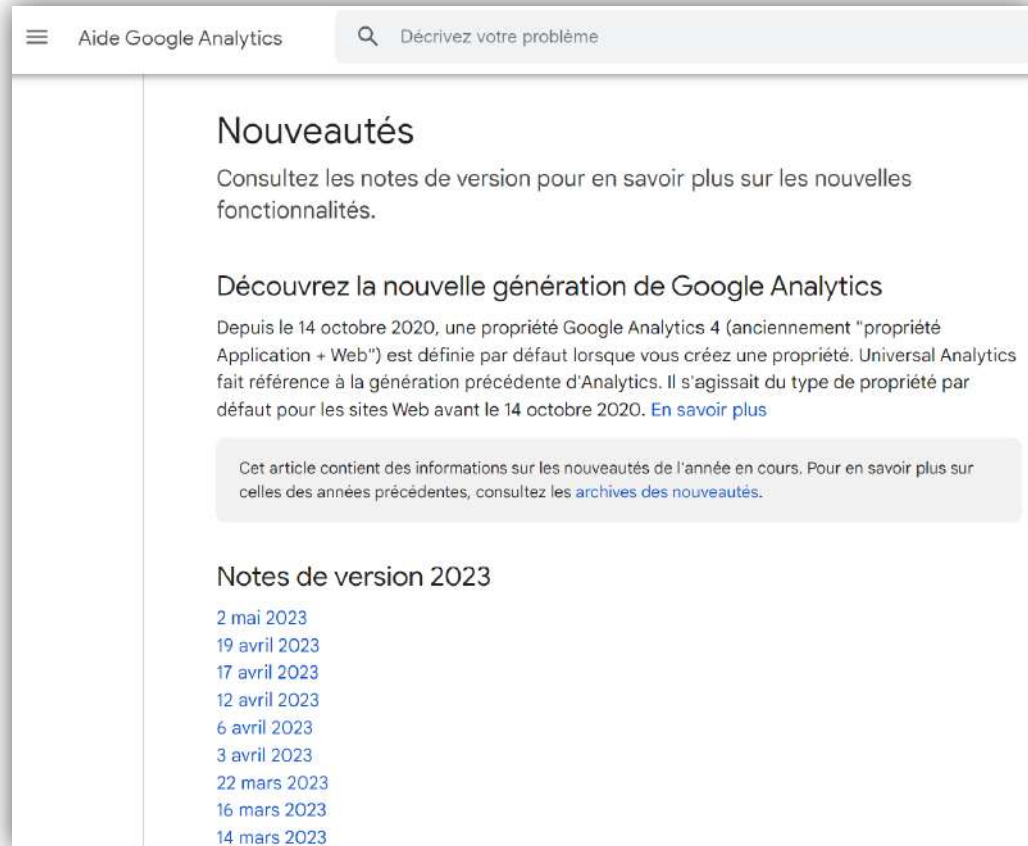 Aide Google Analytics
Décrivez votre problème
Nouveautés
Consultez les notes de version pour en savoir plus sur les nouvelles
fonctionnalités.
Découvrez la nouvelle génération de Google Analytics
Depuis le 14 octobre 2020, une propriété Google Analytics 4 (anciennement "propriété
Application + Web") est définie par défaut lorsque vous créez une propriété. Universal Analytics
fait référence à la génération précédente d'Analytics. Il s'agissait du type de propriété par
défaut pour les sites Web avant le 14 octobre 2020. En savoir plus
Cet article contient des informations sur les nouveautés de l'année en cours. Pour en savoir plus sur
celles des années précédentes, consultez les archives des nouveautés.
Notes de version 2023
2 mai 2023
19 avril 2023
17 avril 2023
12 avril 2023
6 avril 2023
3 avril 2023
22 mars 2023
16 mars 2023
14 mars 2023